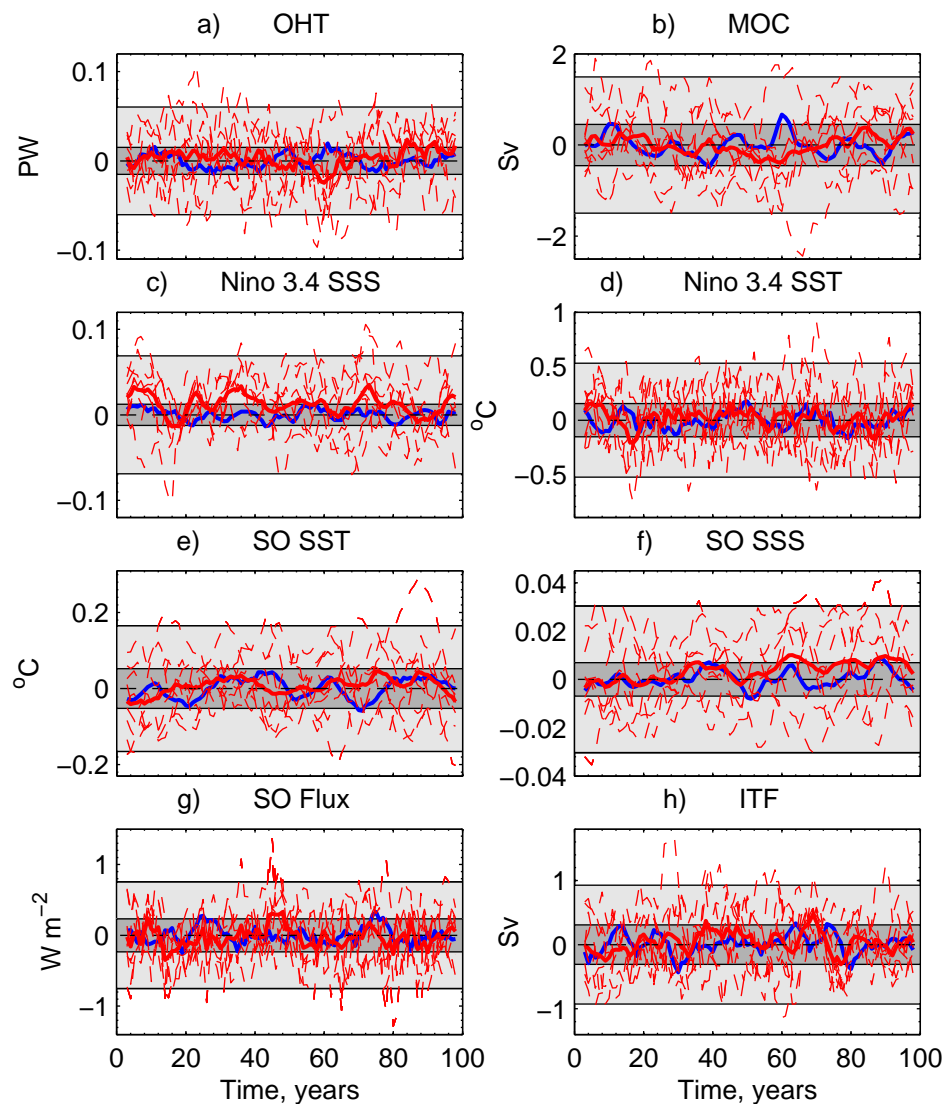 a) OHT
b) MOC
0.1
0
−0.1
PW
2
0
−2
Sv
c) Nino 3.4 SSS
d) Nino 3.4 SST
0.1
0
−0.1
1
0.5
0
−0.5
°C
e) SO SST
f) SO SSS
0.2
0
−0.2
°C
0.04
0.02
0
−0.02
−0.04
g) SO Flux
h) ITF
1
0
−1
W m−2
1
0
−1
Sv
0 20 40 60 80 100
0 20 40 60 80 100
Time, years
Time, years